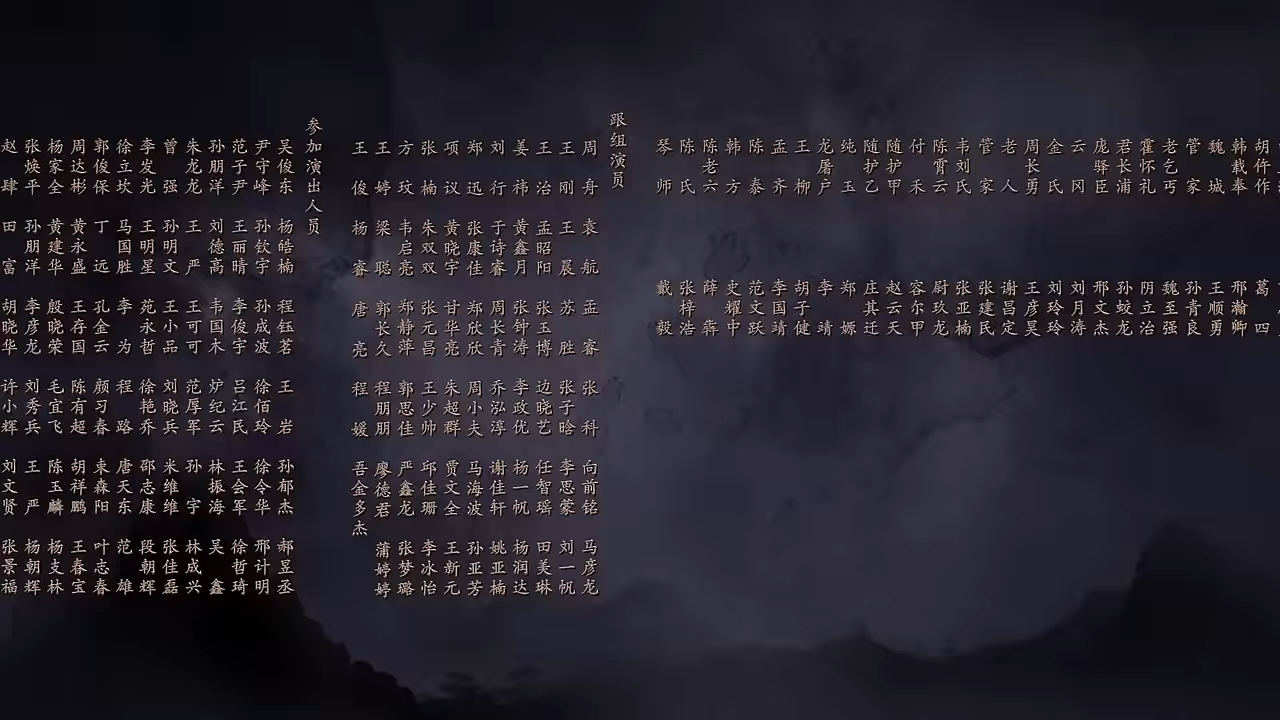 胡仵作
韩载奉
魏城
管家
老乞丐
霍怀礼
君长浦
庞驿臣
云冈
金氏
周长勇
老人
管家
韦刘氏
陈霄云
付禾
随护甲
随护乙
纯玉
龙屠户
王柳
孟齐
陈泰
韩方
陈老六
陈氏
琴师
葛四
邢瀚卿
王顺勇
孙青良
魏至强
阴立治
张蛟龙
邢文杰
刘月涛
刘玲玲
王彦昊
谢昌定
张建民
张亚楠
尉玖龙
容尔甲
赵云天
庄其迁
郑嫄
李靖
胡子健
李国靖
范文跃
史耀中
薛犇
张梓浩
戴毅
跟组演员
周舟
王刚
王治
姜祎
刘行
郑迅
项议
张楠
方玟
王婷
王俊
袁航
王晨
孟昭阳
黄鑫月
于诗睿
张康佳
黄晓宇
朱双双
韦启亮
梁聪
杨睿
孟睿
苏胜
张玉博
张钟涛
周长青
郑欣欣
甘华亮
张元昌
郑静萍
郭长久
唐亮
张科
张子晗
边晓艺
李政优
乔泓淳
周小夫
朱超群
王少帅
郭思佳
程朋朋
程媛
向前铭
李思蒙
任智瑶
杨一帆
谢佳轩
马海波
贾文全
邱佳珊
严鑫龙
廖德君
吾金多杰
马彦龙
刘一帆
田美琳
杨润达
姚亚楠
孙亚芳
王新元
李冰怡
张梦璐
蒲婷婷
参加演出人员
吴俊东
尹守峰
范子尹
孙朋洋
朱龙龙
曾强
李发光
徐立坎
郭俊保
周达彬
杨家全
张焕平
赵肆
杨皓楠
孙钦宇
王丽晴
刘德高
王严
孙明文
王明星
马国胜
丁远
黄永盛
黄建华
孙朋洋
田富
程钰茗
孙成波
李俊宇
韦国木
王可可
王小品
苑永哲
李为
孔金云
王存国
殷晓荣
李彦龙
胡晓华
王岩
徐佰玲
吕江民
炉纪云
范厚军
刘晓兵
徐艳乔
程路
颜习春
陈有超
毛宜飞
刘秀兵
许小辉
孙郁杰
徐令华
王会军
林振海
孙宇
米维维
邵志康
唐天东
束森阳
胡祥鹏
陈玉麟
王严
刘文贤
郝昱丞
邢计明
徐哲琦
吴鑫
林成兴
张佳磊
段朝辉
范雄
叶志春
王春宝
杨支林
杨朝辉
张景福